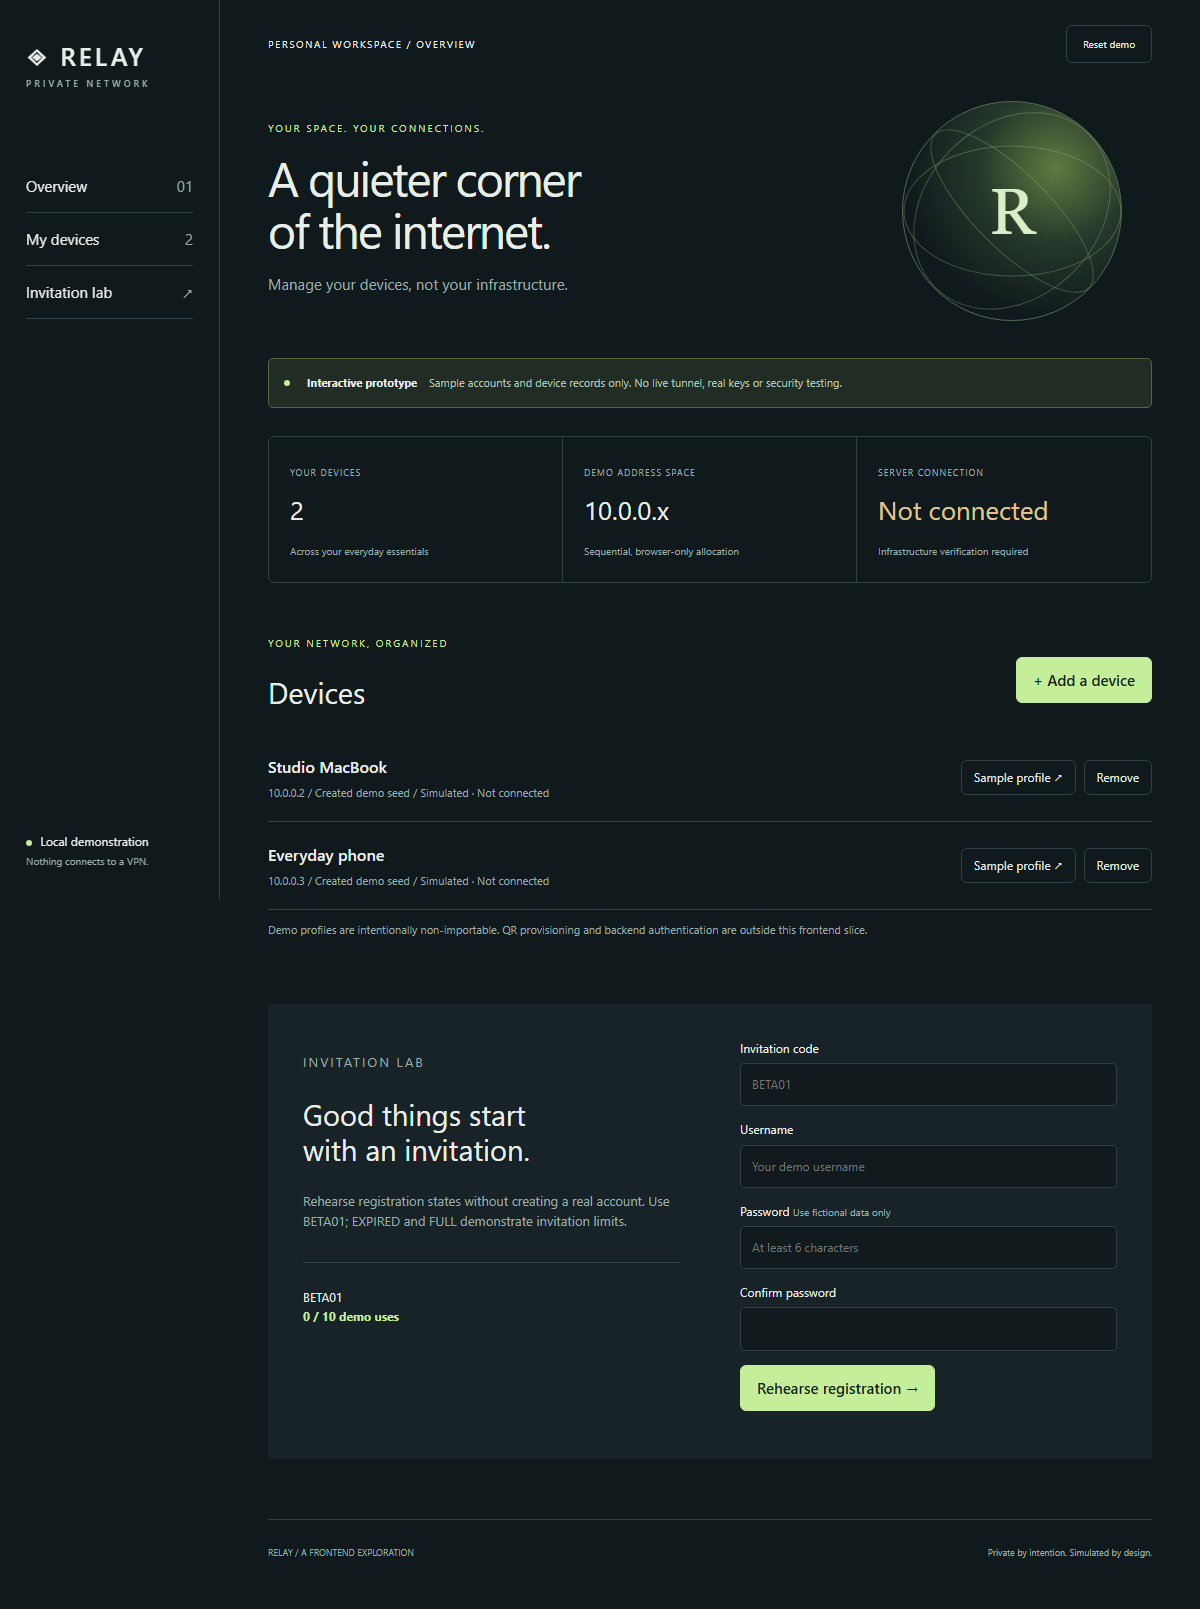 RELAY
PRIVATE NETWORK
Overview 01
My devices 2
Invitation lab ↗
Local demonstration
Nothing connects to a VPN.
PERSONAL WORKSPACE / OVERVIEW
Reset demo
YOUR SPACE. YOUR CONNECTIONS.
A quieter corner
of the internet.
Manage your devices, not your infrastructure.
R
Interactive prototype Sample accounts and device records only. No live tunnel, real keys or security testing.
YOUR DEVICES
2
Across your everyday essentials
DEMO ADDRESS SPACE
10.0.0.x
Sequential, browser-only allocation
SERVER CONNECTION
Not connected
Infrastructure verification required
YOUR NETWORK, ORGANIZED
Devices
+ Add a device
Studio MacBook
10.0.0.2 / Created demo seed / Simulated · Not connected
Sample profile ↗
Remove
Everyday phone
10.0.0.3 / Created demo seed / Simulated · Not connected
Sample profile ↗
Remove
Demo profiles are intentionally non-importable. QR provisioning and backend authentication are outside this frontend slice.
INVITATION LAB
Good things start
with an invitation.
Rehearse registration states without creating a real account. Use
BETA01; EXPIRED and FULL demonstrate invitation limits.
BETA01
0 / 10 demo uses
Invitation code
BETA01
Username
Your demo username
Password Use fictional data only
At least 6 characters
Confirm password
Rehearse registration →
RELAY / A FRONTEND EXPLORATION
Private by intention. Simulated by design.